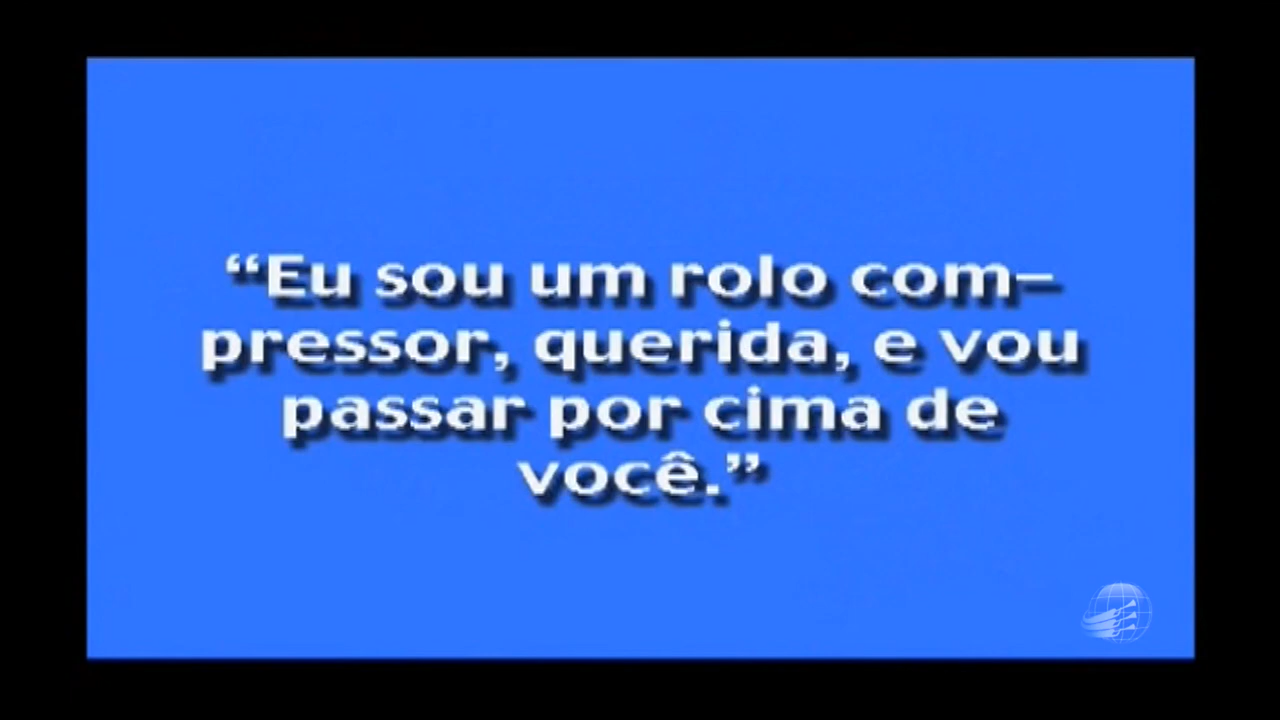 “Eu sou um rolo com–
pressor, querida, e vou
passar por cima de
você.”